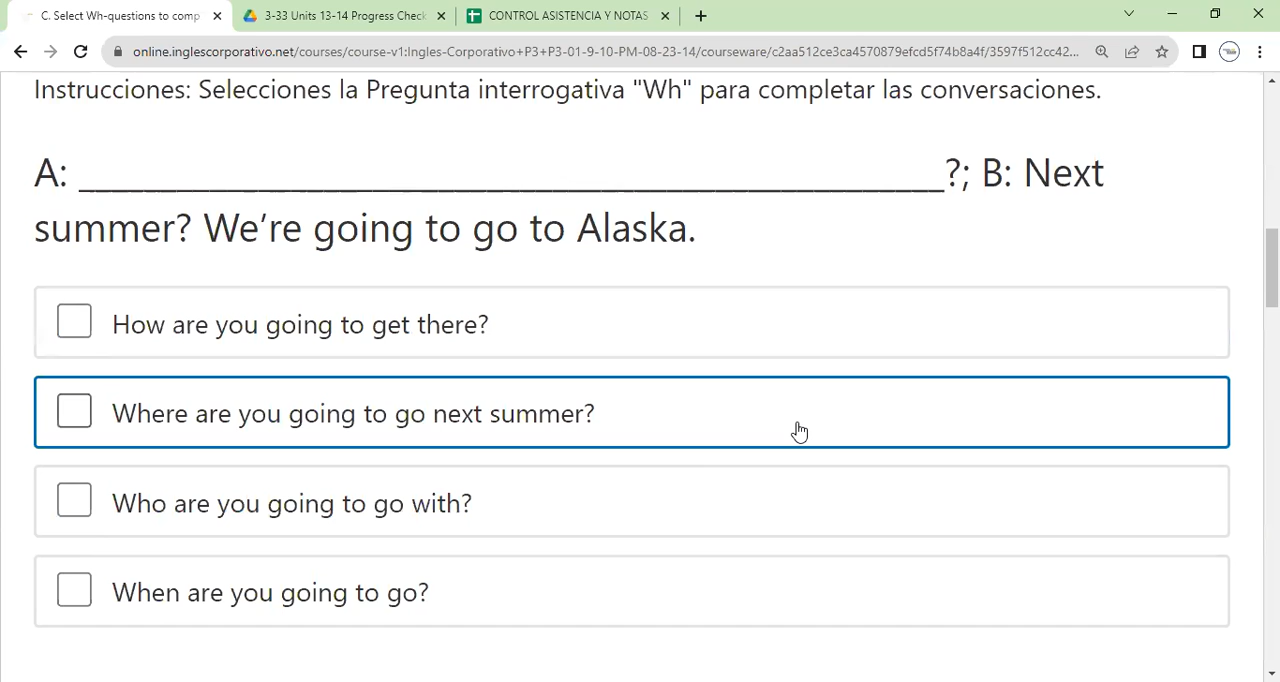 C. Select Wh-questions to comp
3-33 Units 13-14 Progress Check
CONTROL ASISTENCIA Y NOTAS
online.inglescorporativo.net/courses/course-v1:Ingles-Corporativo+P3+P3-01-9-10-PM-08-23-14/courseware/c2aa512ce3ca4570879efcd5f74b8a4f/3597f512cc42...
Instrucciones: Selecciones la Pregunta interrogativa "Wh" para completar las conversaciones.
A: ______________________________________________________?; B: Next
summer? We’re going to go to Alaska.
How are you going to get there?
Where are you going to go next summer?
Who are you going to go with?
When are you going to go?